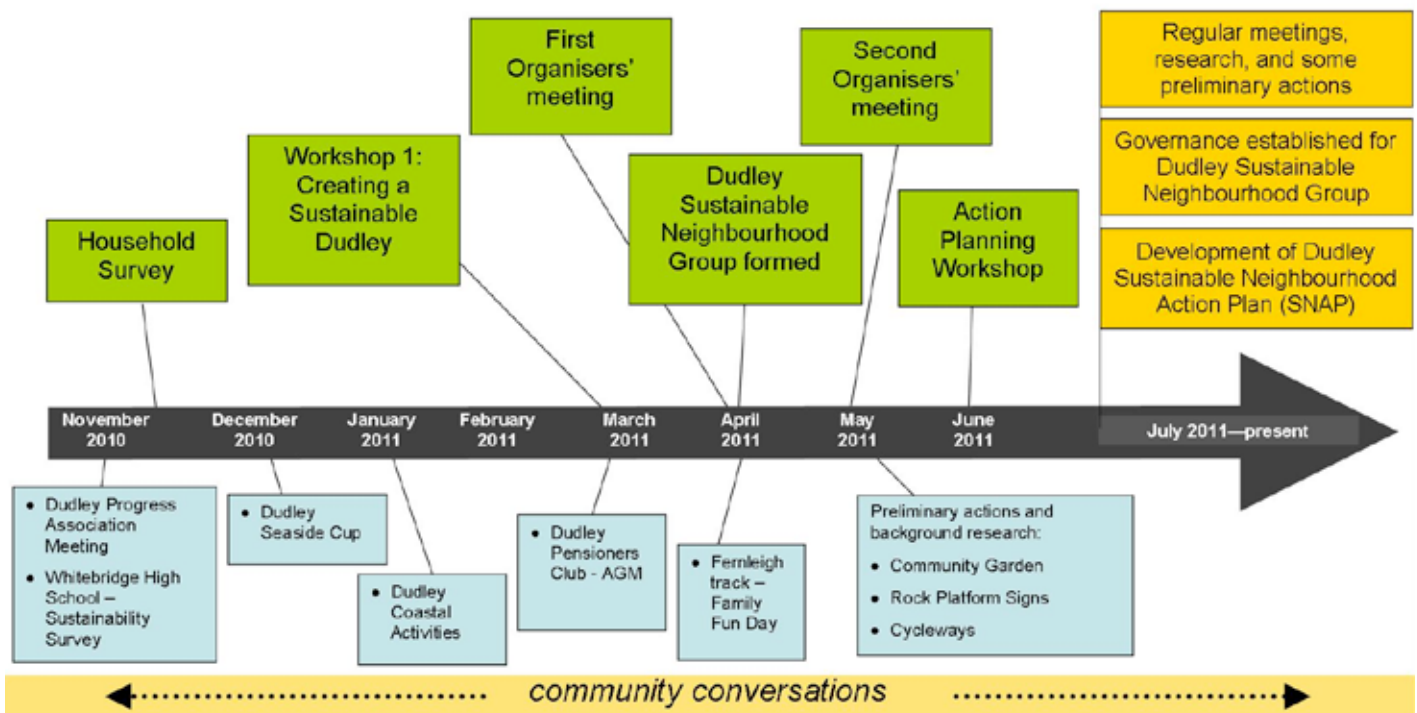 Household
Survey
Workshop 1:
Creating a
Sustainable
Dudley
First
Organisers'
meeting
Dudley
Sustainable
Neighbourhood
Group formed
Second
Organisers'
meeting
Action
Planning
Workshop
Regular meetings,
research, and some
preliminary actions
Governance established for
Dudley Sustainable
Neighbourhood Group
Development of Dudley
Sustainable Neighbourhood
Action Plan (SNAP)
November
2010
December
2010
January
2011
February
2011
March
2011
April
2011
May
2011
June
2011
July 2011—present
• Dudley Progress
Association
Meeting
• Whitebridge High
School –
Sustainability
Survey
• Dudley
Seaside Cup
• Dudley
Coastal
Activities
• Dudley
Pensioners
Club - AGM
• Fernleigh
track –
Family
Fun Day
Preliminary actions and
background research:
• Community Garden
• Rock Platform Signs
• Cycleways
community conversations